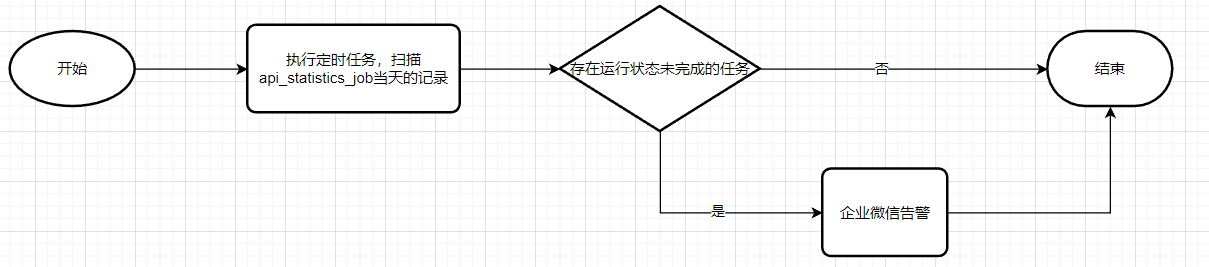 开始
执行定时任务，扫描
api_statistics_job当天的记录
存在运行状态未完成的任务
否
结束
是
企业微信告警